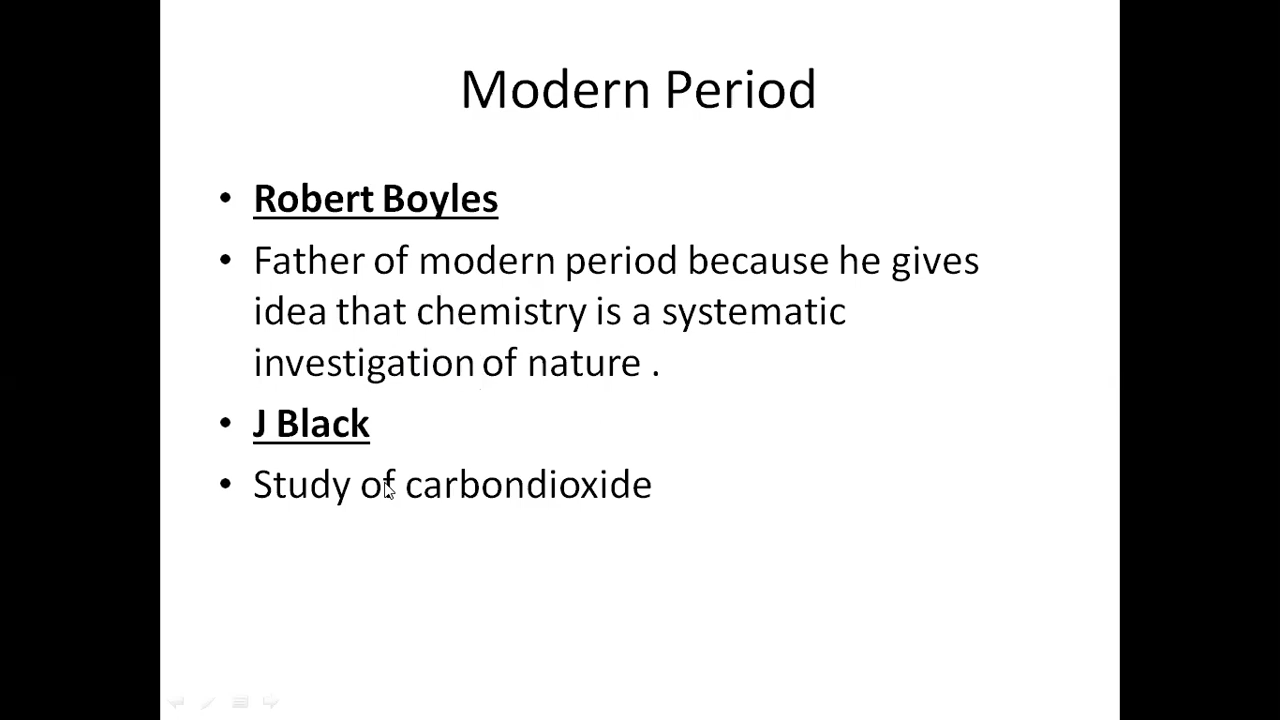 Modern Period
• Robert Boyles
• Father of modern period because he gives
idea that chemistry is a systematic
investigation of nature .
• J Black
• Study of carbondioxide